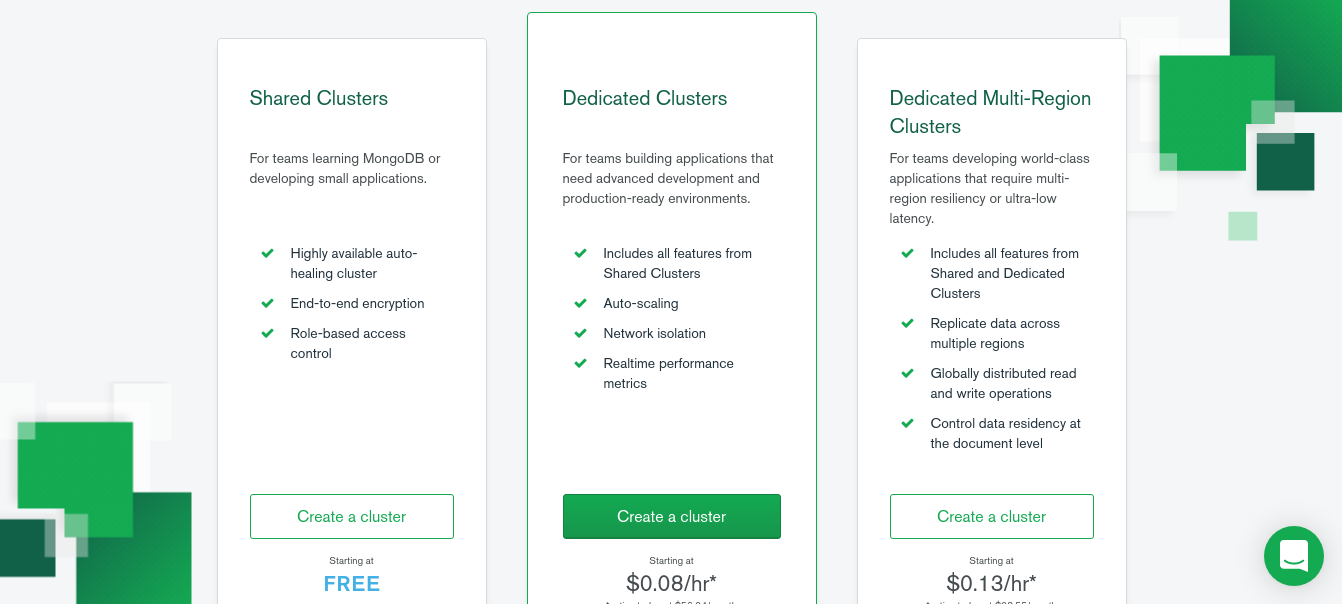 Shared Clusters
For teams learning MongoDB or
developing small applications.
Highly available auto-
healing cluster
End-to-end encryption
Role-based access
control
Create a cluster
Starting at
FREE
Dedicated Clusters
For teams building applications that
need advanced development and
production-ready environments.
Includes all features from
Shared Clusters
Auto-scaling
Network isolation
Realtime performance
metrics
Create a cluster
Starting at
$0.08/hr*
Dedicated Multi-Region
Clusters
For teams developing world-class
applications that require multi-
region resiliency or ultra-low
latency.
Includes all features from
Shared and Dedicated
Clusters
Replicate data across
multiple regions
Globally distributed read
and write operations
Control data residency at
the document level
Create a cluster
Starting at
$0.13/hr*